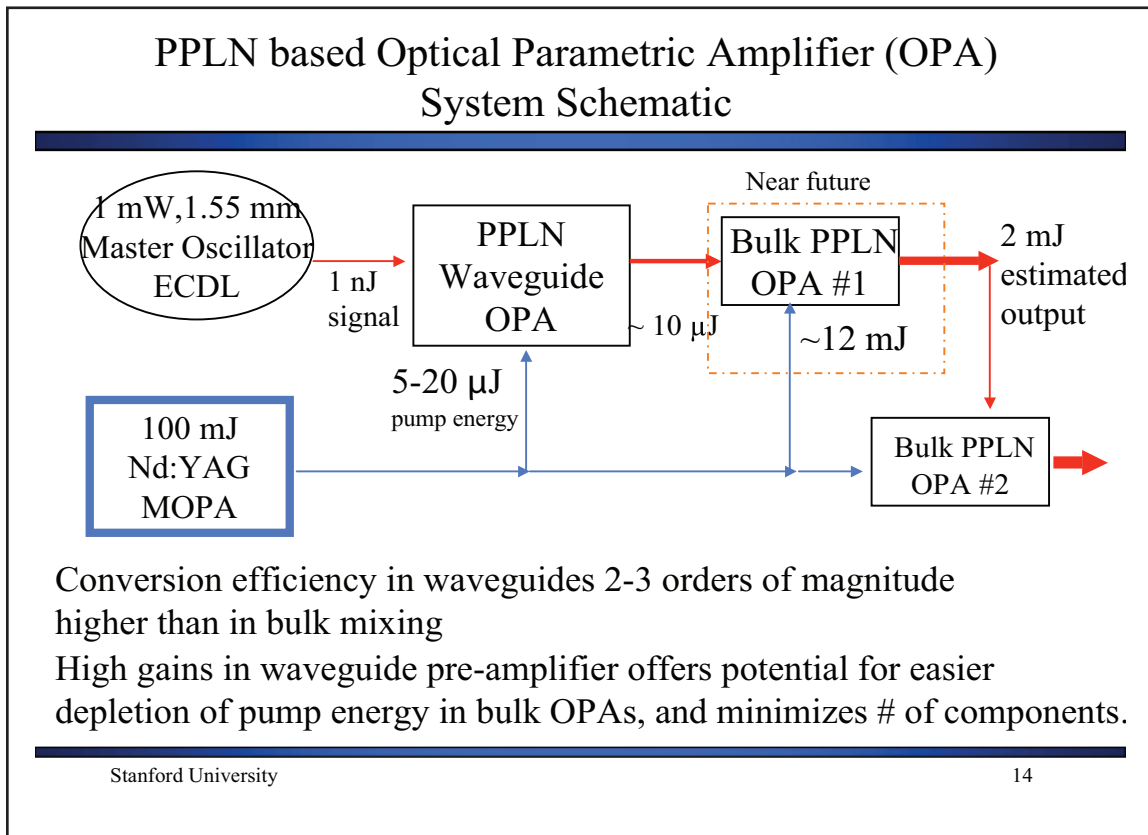 PPLN based Optical Parametric Amplifier (OPA)
System Schematic
Near future
1 mW,1.55 mm
Master Oscillator
ECDL
1 nJ
signal
PPLN
Waveguide
OPA
~ 10 μJ
Bulk PPLN
OPA #1
2 mJ
estimated
output
~12 mJ
5-20 μJ
pump energy
100 mJ
Nd:YAG
MOPA
Bulk PPLN
OPA #2
Conversion efficiency in waveguides 2-3 orders of magnitude
higher than in bulk mixing
High gains in waveguide pre-amplifier offers potential for easier
depletion of pump energy in bulk OPAs, and minimizes # of components.
Stanford University
14